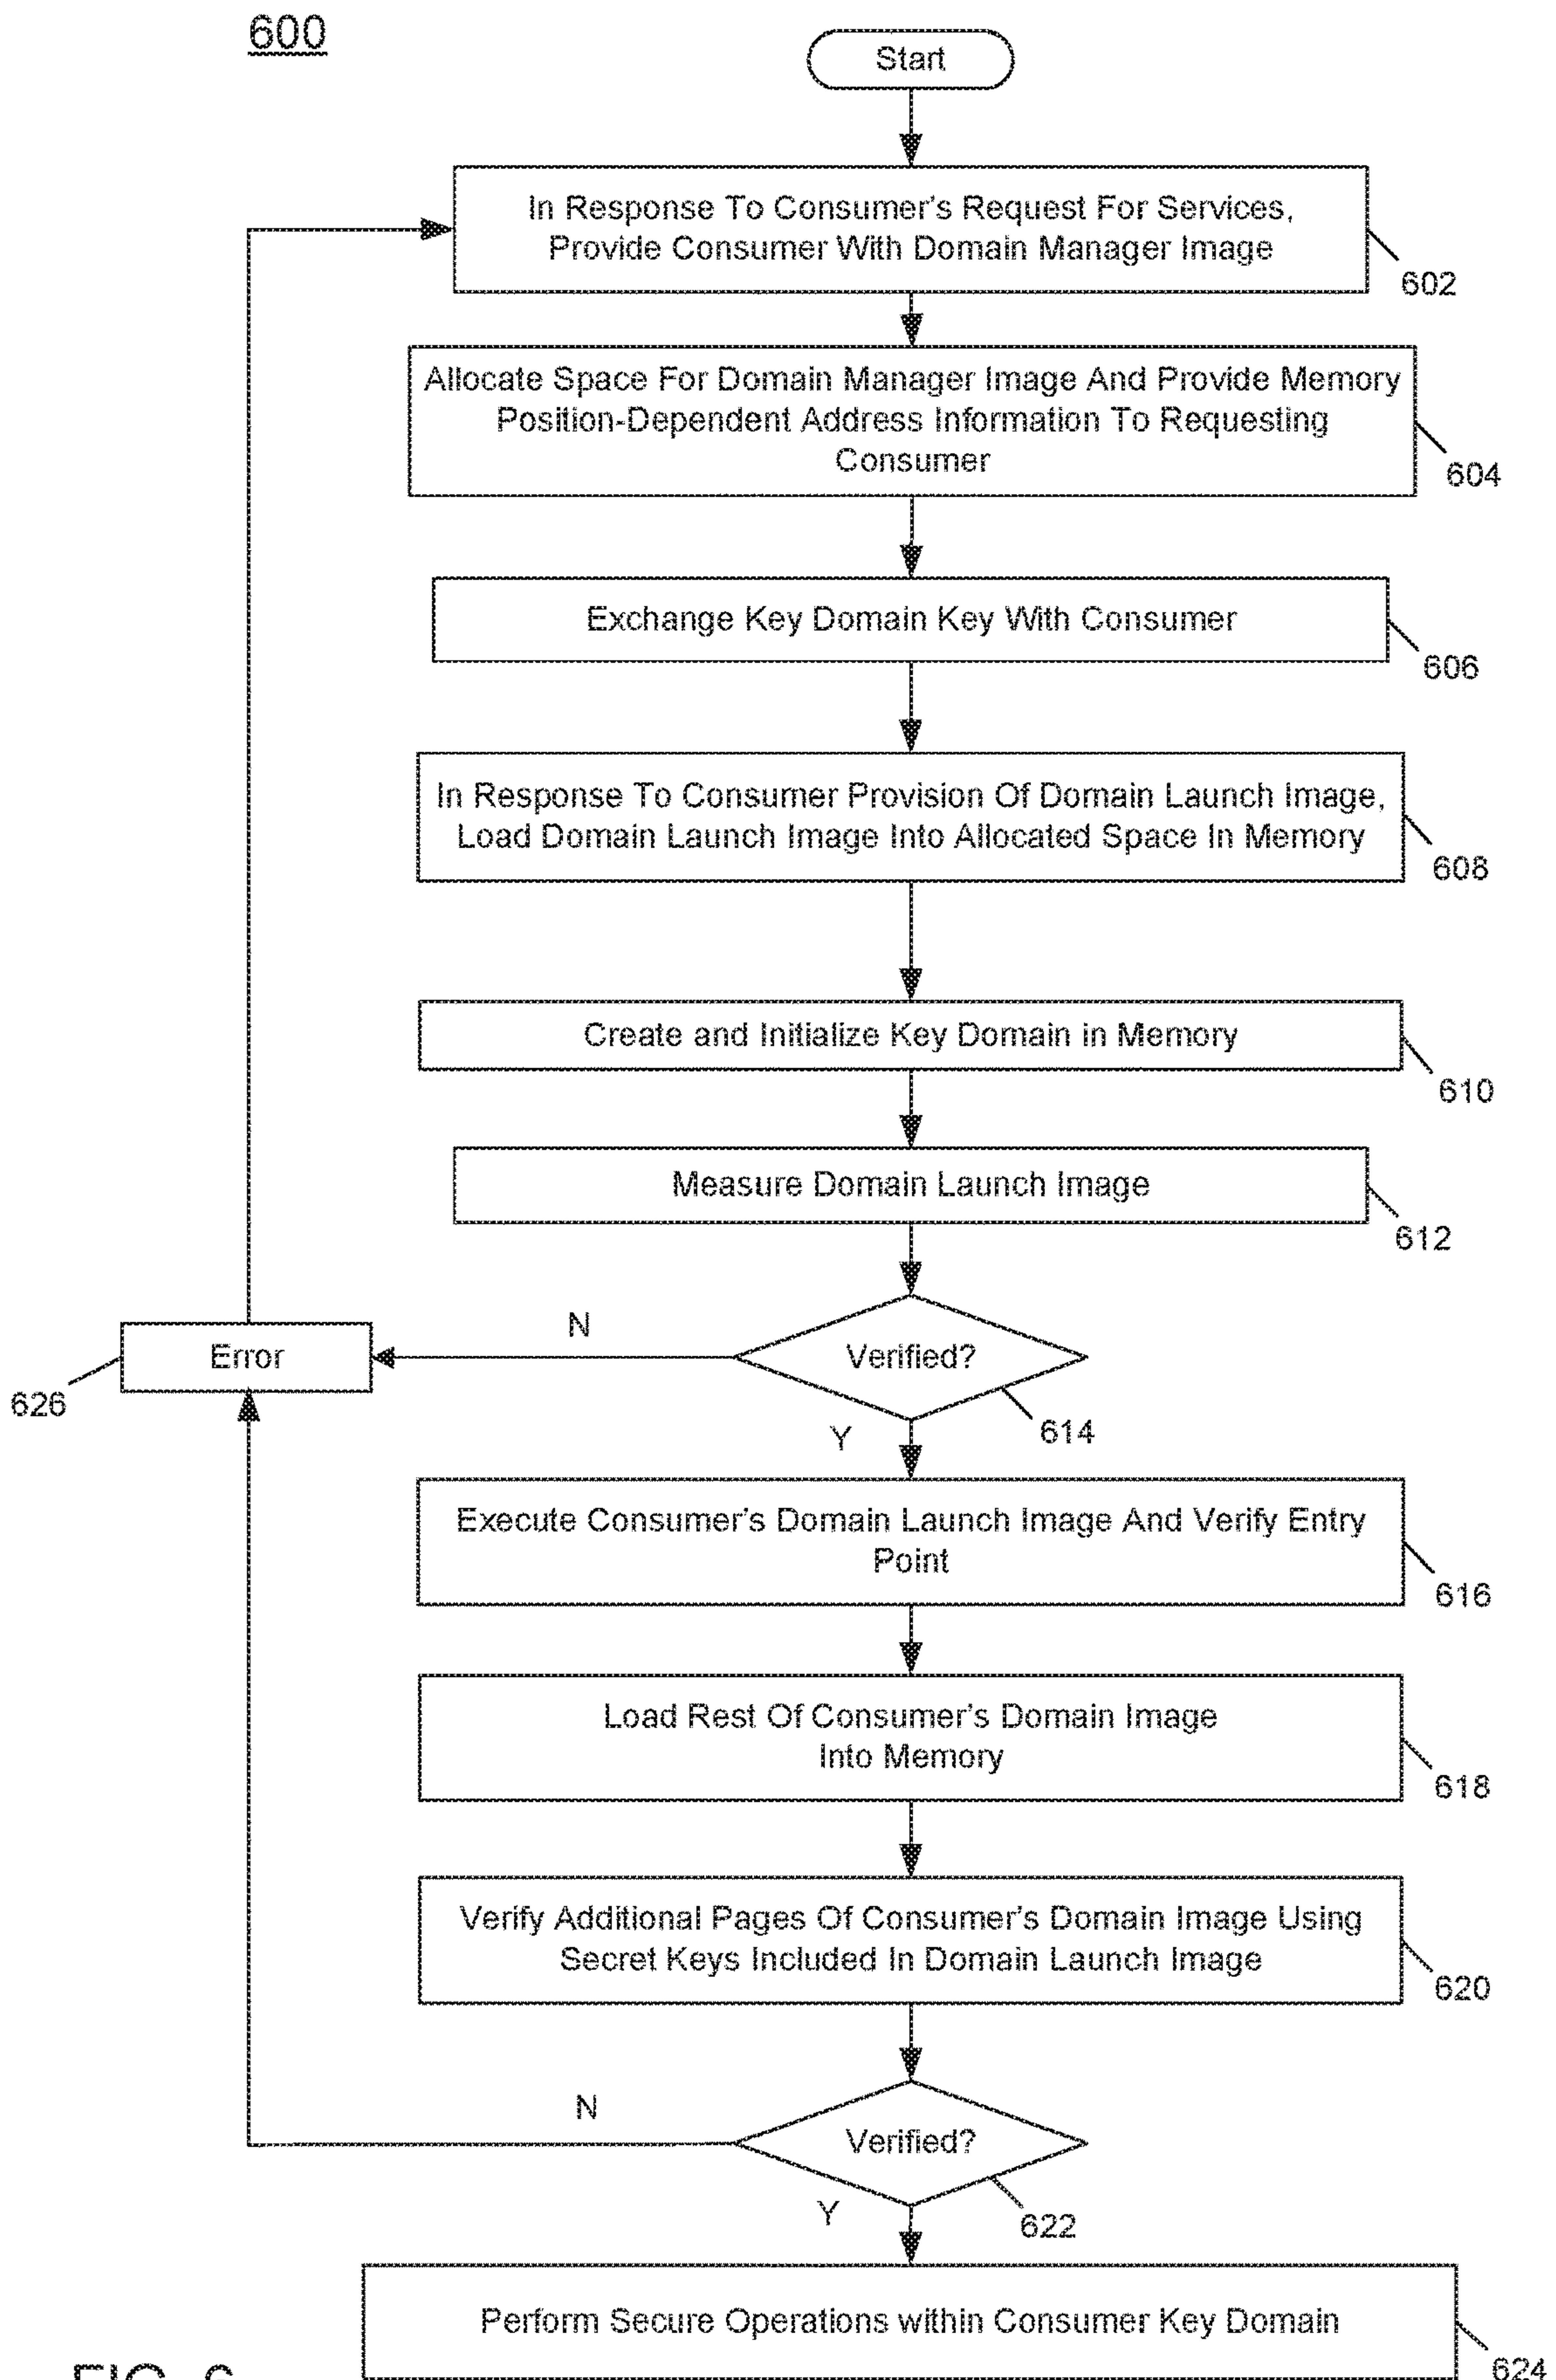 600
Start
In Response To Consumer's Request For Services,
Provide Consumer With Domain Manager Image
602
Allocate Space For Domain Manager Image And Provide Memory
Position-Dependent Address Information To Requesting
Consumer
604
Exchange Key Domain Key With Consumer
606
In Response To Consumer Provision Of Domain Launch Image,
Load Domain Launch Image Into Allocated Space In Memory
608
Create and Initialize Key Domain in Memory
610
Measure Domain Launch Image
612
N
Error
Verified?
626
614
Y
Execute Consumer's Domain Launch Image And Verify Entry
Point
616
Load Rest Of Consumer's Domain Image
Into Memory
618
Verify Additional Pages Of Consumer's Domain Image Using
Secret Keys Included In Domain Launch Image
620
N
Verified?
Y
622
Perform Secure Operations within Consumer Key Domain
624
FIG. 6